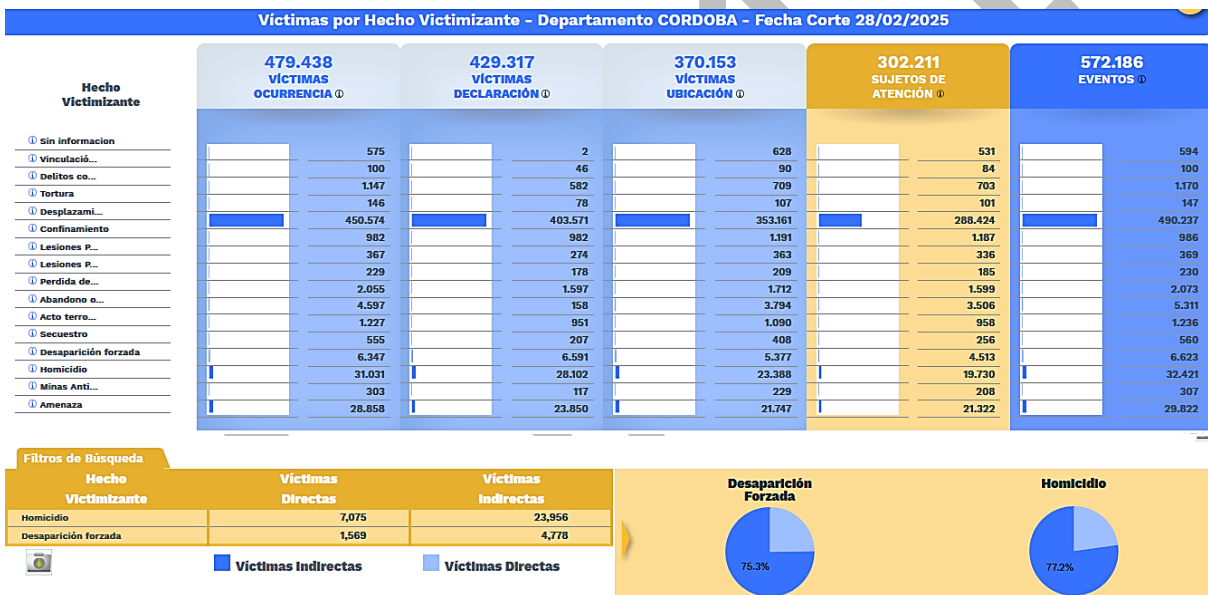 Víctimas por Hecho Victimizante - Departamento CORDOBA - Fecha Corte 28/02/2025
Hecho
Victimizante
479.438
VÍCTIMAS
OCURRENCIA
429.317
VÍCTIMAS
DECLARACIÓN
370.153
VÍCTIMAS
UBICACIÓN
302.211
SUJETOS DE
ATENCIÓN
572.186
EVENTOS
Sin informacion 575 2 628 531 594
Vinculació... 100 46 90 84 100
Delitos co... 1.147 582 709 703 1.170
Tortura 146 78 107 101 147
Desplazami... 450.574 403.571 353.161 288.424 490.237
Confinamiento 982 982 1.191 1.187 986
Lesiones P... 367 274 363 336 369
Lesiones P... 229 178 209 185 230
Perdida de... 2.055 1.597 1.712 1.599 2.073
Abandono o... 4.597 158 3.794 3.506 5.311
Acto terro... 1.227 951 1.090 958 1.236
Secuestro 555 207 408 256 560
Desaparición forzada 6.347 6.591 5.377 4.513 6.623
Homicidio 31.031 28.102 23.388 19.730 32.421
Minas Anti... 303 117 229 208 307
Amenaza 28.858 23.850 21.747 21.322 29.822
Filtros de Búsqueda
Hecho
Victimizante
Víctimas
Directas
Víctimas
Indirectas
Homicidio 7,075 23,956
Desaparición forzada 1,569 4,778
Víctimas Indirectas Víctimas Directas
Desaparición
Forzada
75.3%
Homicidio
77.2%